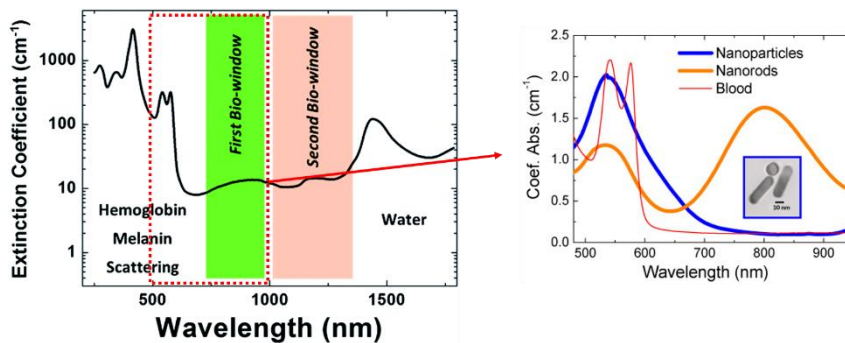 Extinction Coefficient (cm⁻¹)
1000
100
10
1
First Bio-window
Second Bio-window
Hemoglobin
Melanin
Scattering
Water
500
1000
1500
Wavelength (nm)
Coef. Abs. (cm⁻¹)
2.5
2.0
1.5
1.0
0.5
0.0
Nanoparticles
Nanorods
Blood
10 nm
500
600
700
800
900
Wavelength (nm)